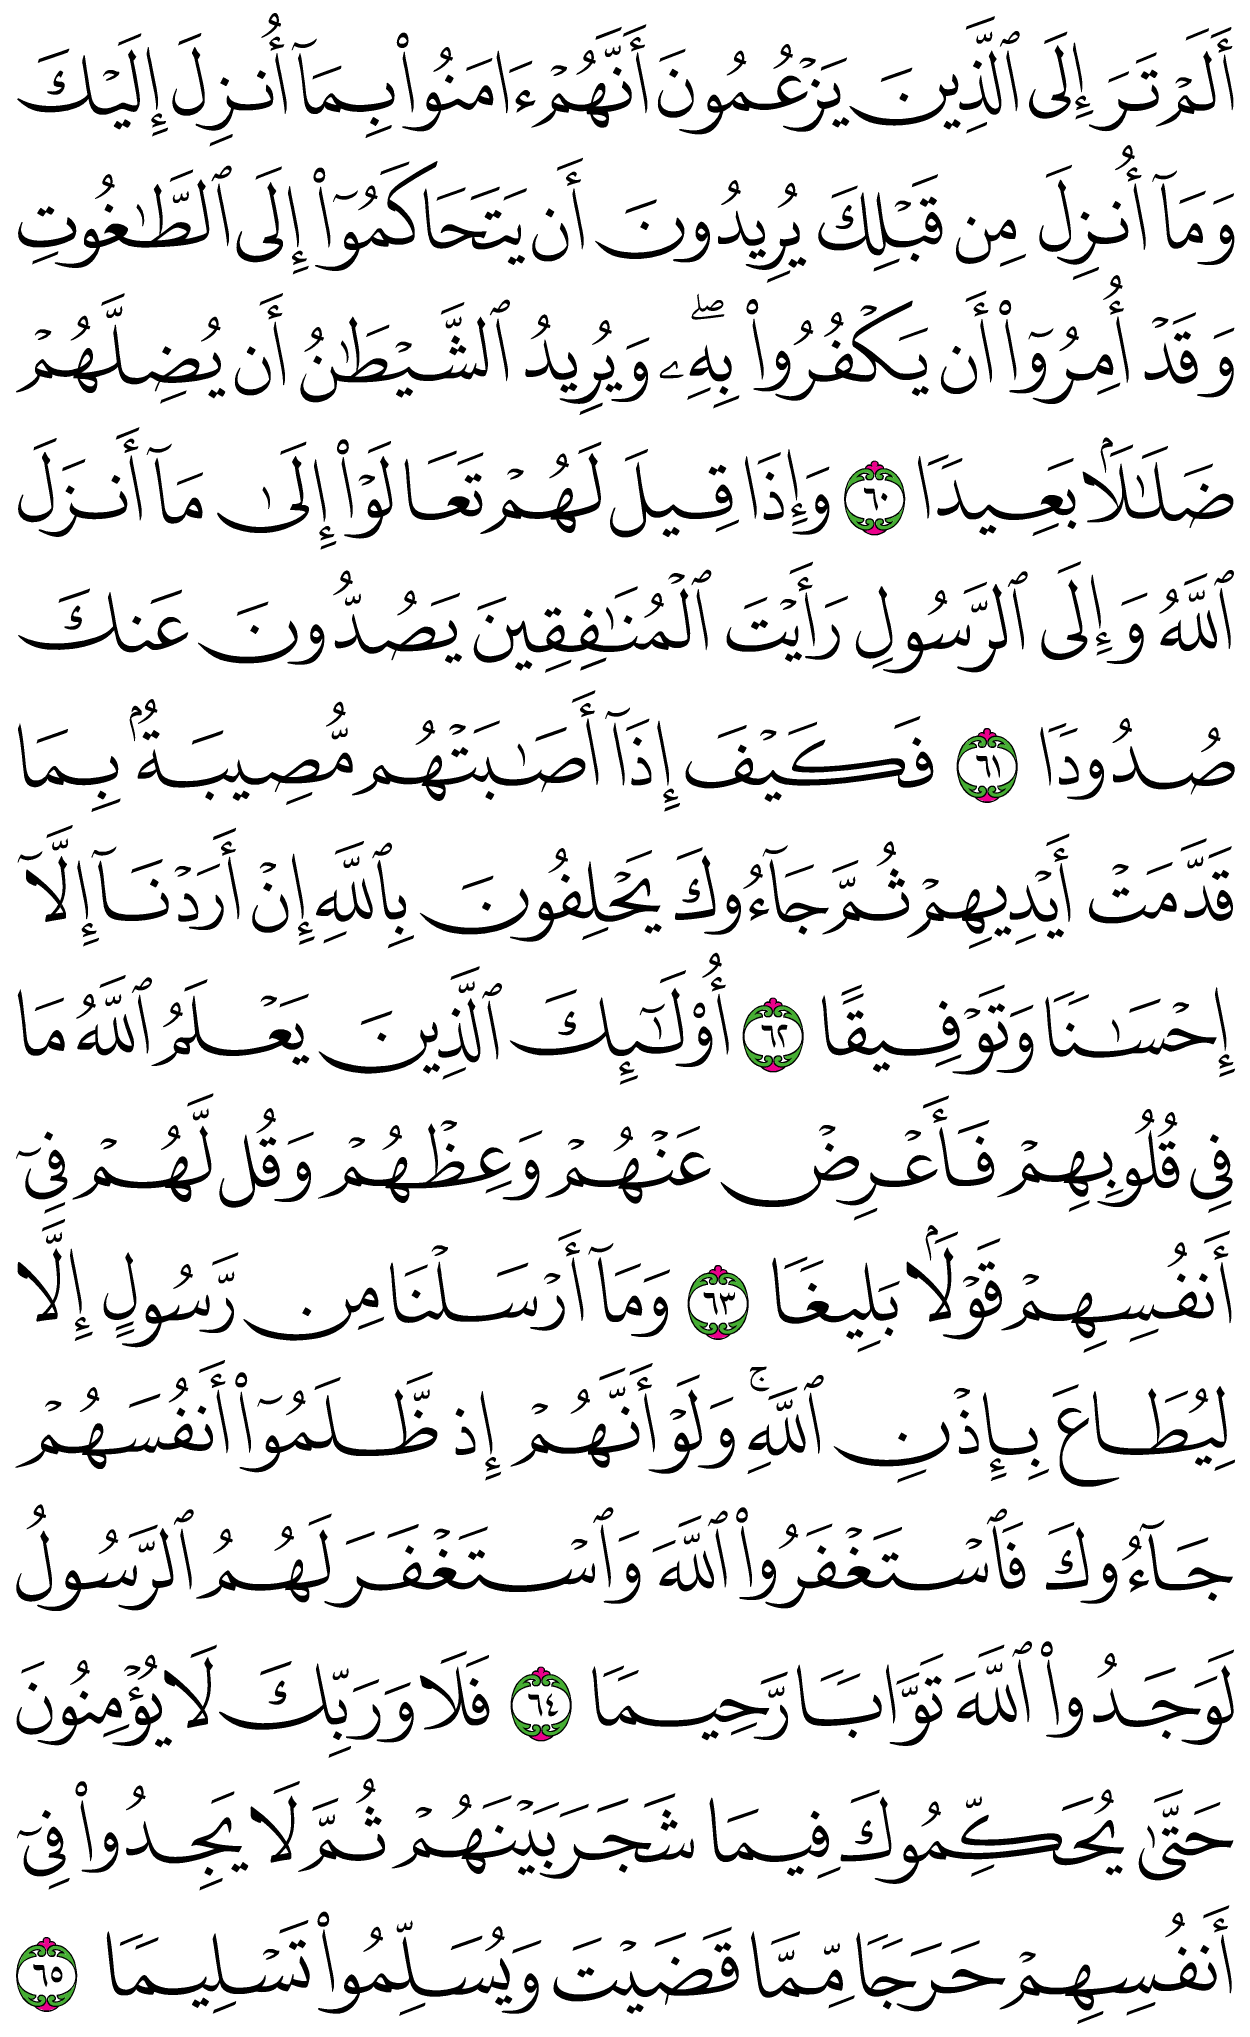 أَلَمۡ تَرَ إِلَى ٱلَّذِينَ يَزۡعُمُونَ أَنَّهُمۡ ءَامَنُواْ بِمَآ أُنزِلَ إِلَيۡكَ
وَمَآ أُنزِلَ مِن قَبۡلِكَ يُرِيدُونَ أَن يَتَحَاكَمُوٓاْ إِلَى ٱلطَّٰغُوتِ
وَقَدۡ أُمِرُوٓاْ أَن يَكۡفُرُواْ بِهِۦۖ وَيُرِيدُ ٱلشَّيۡطَٰنُ أَن يُضِلَّهُمۡ
ضَلَٰلَۢا بَعِيدٗا ٦٠ وَإِذَا قِيلَ لَهُمۡ تَعَالَوۡاْ إِلَىٰ مَآ أَنزَلَ
ٱللَّهُ وَإِلَى ٱلرَّسُولِ رَأَيۡتَ ٱلۡمُنَٰفِقِينَ يَصُدُّونَ عَنكَ
صُدُودٗا ٦١ فَكَيۡفَ إِذَآ أَصَٰبَتۡهُم مُّصِيبَةُۢ بِمَا
قَدَّمَتۡ أَيۡدِيهِمۡ ثُمَّ جَآءُوكَ يَحۡلِفُونَ بِٱللَّهِ إِنۡ أَرَدۡنَآ إِلَّآ
إِحۡسَٰنٗا وَتَوۡفِيقًا ٦٢ أُوْلَٰٓئِكَ ٱلَّذِينَ يَعۡلَمُ ٱللَّهُ مَا
فِي قُلُوبِهِمۡ فَأَعۡرِضۡ عَنۡهُمۡ وَعِظۡهُمۡ وَقُل لَّهُمۡ فِيٓ
أَنفُسِهِمۡ قَوۡلَۢا بَلِيغٗا ٦٣ وَمَآ أَرۡسَلۡنَا مِن رَّسُولٍ إِلَّا
لِيُطَاعَ بِإِذۡنِ ٱللَّهِۚ وَلَوۡ أَنَّهُمۡ إِذ ظَّلَمُوٓاْ أَنفُسَهُمۡ
جَآءُوكَ فَٱسۡتَغۡفَرُواْ ٱللَّهَ وَٱسۡتَغۡفَرَ لَهُمُ ٱلرَّسُولُ
لَوَجَدُواْ ٱللَّهَ تَوَّابٗا رَّحِيمٗا ٦٤ فَلَا وَرَبِّكَ لَا يُؤۡمِنُونَ
حَتَّىٰ يُحَكِّمُوكَ فِيمَا شَجَرَ بَيۡنَهُمۡ ثُمَّ لَا يَجِدُواْ فِيٓ
أَنفُسِهِمۡ حَرَجٗا مِّمَّا قَضَيۡتَ وَيُسَلِّمُواْ تَسۡلِيمٗا ٦٥